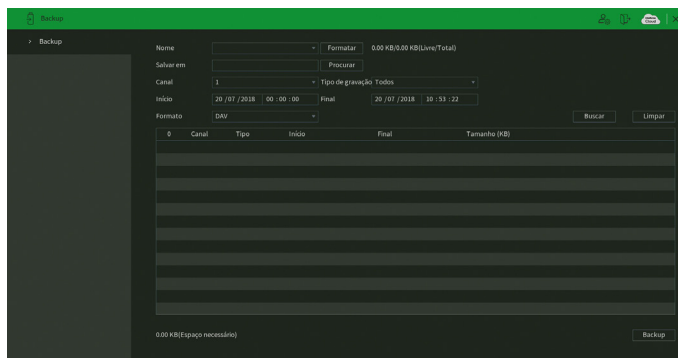 Backup
> Backup
Nome Formatar 0.00 KB/0.00 KB(Livre/Total)
Salvar em Procurar
Canal 1 Tipo de gravação Todos
Início 20 /07 /2018 00 : 00 : 00 Final 20 /07 /2018 10 : 53 : 22
Formato DAV Buscar Limpar
0 Canal Tipo Início Final Tamanho (KB)
0.00 KB(Espaço necessário) Backup